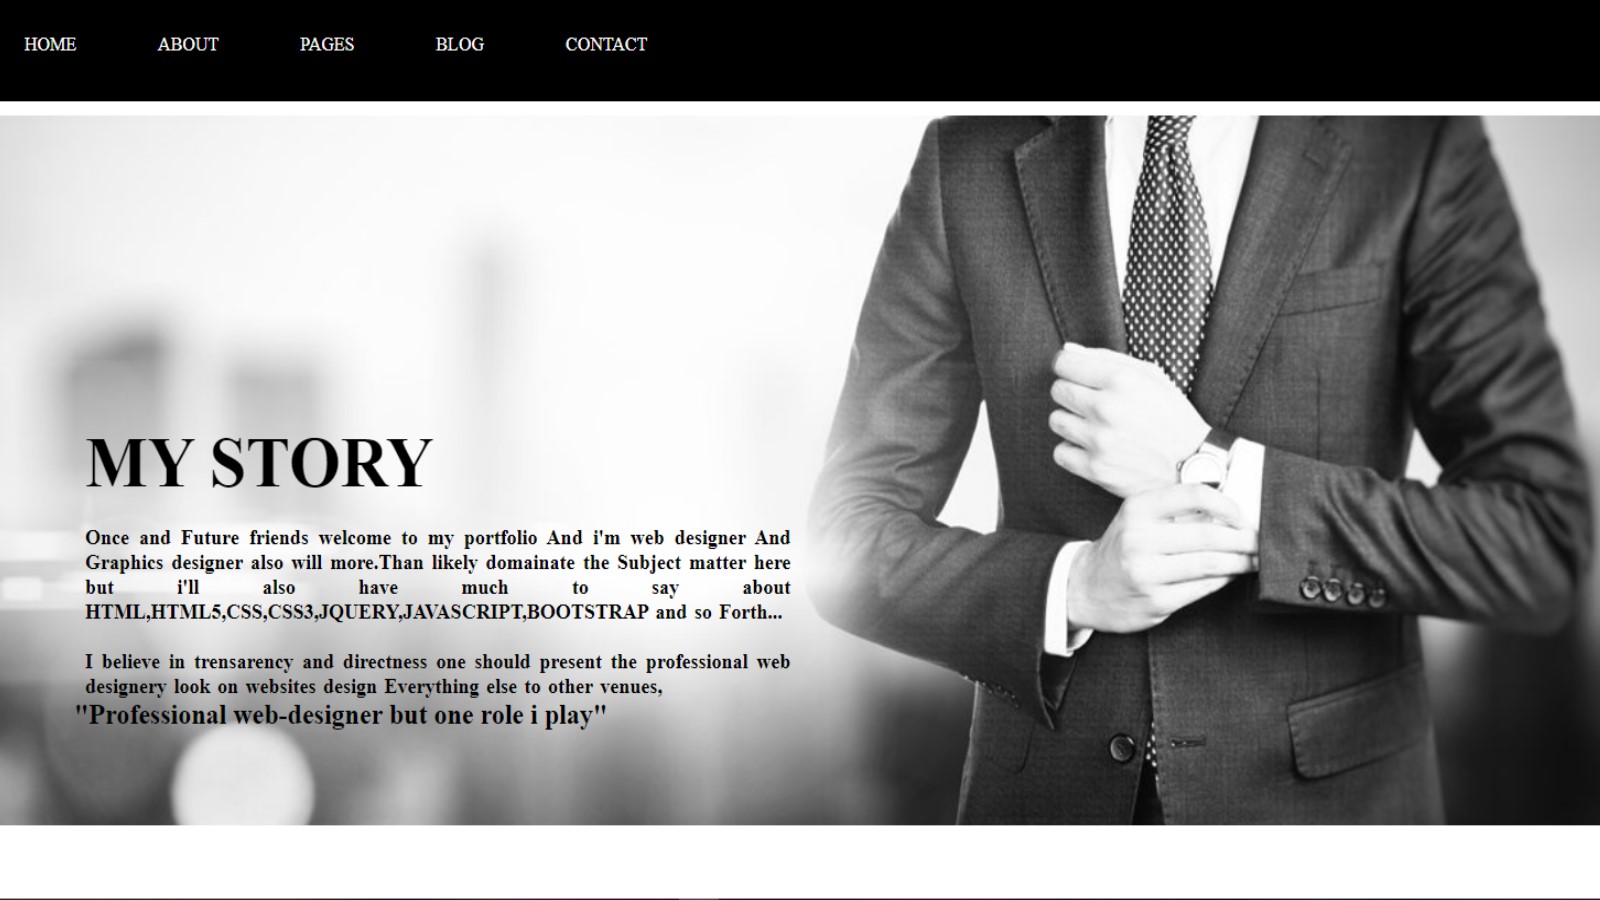 HOME ABOUT PAGES BLOG CONTACT
MY STORY
Once and Future friends welcome to my portfolio And i'm web designer And
Graphics designer also will more.Than likely domainate the Subject matter here
but i'll also have much to say about
HTML,HTML5,CSS,CSS3,JQUERY,JAVASCRIPT,BOOTSTRAP and so Forth...
I believe in trensarency and directness one should present the professional web
designery look on websites design Everything else to other venues,
"Professional web-designer but one role i play"